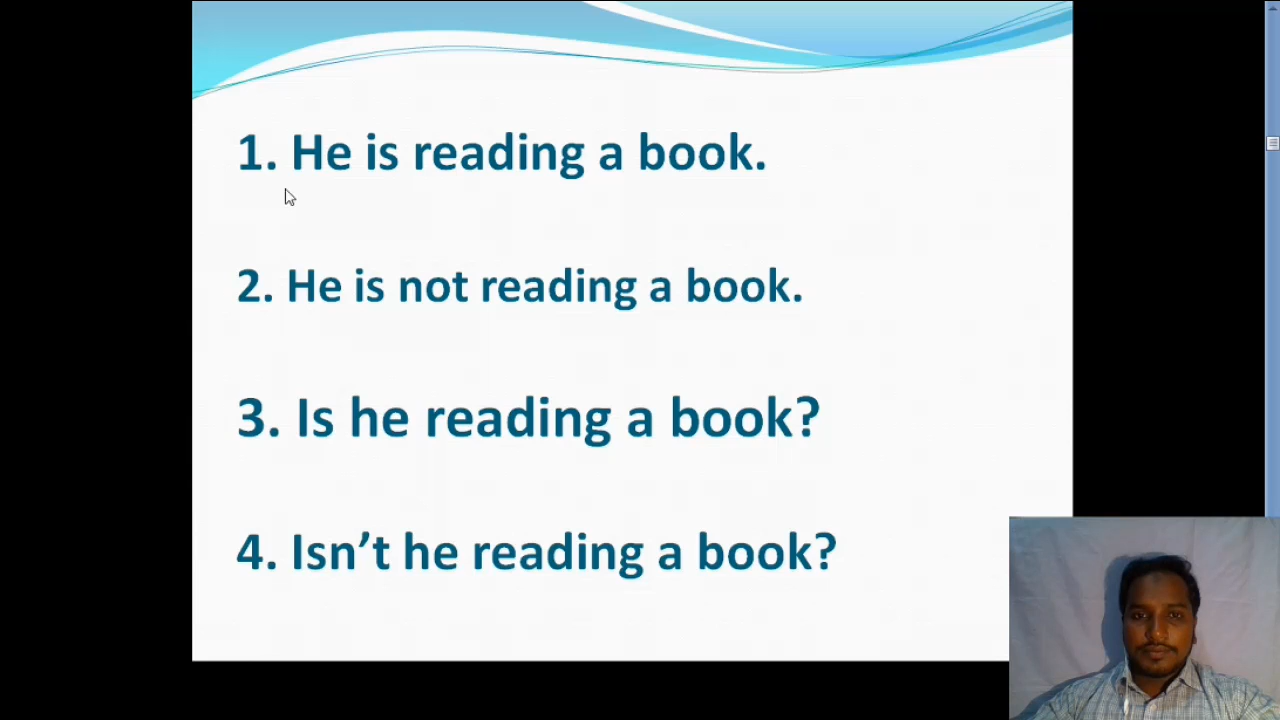 1. He is reading a book.
2. He is not reading a book.
3. Is he reading a book?
4. Isn’t he reading a book?